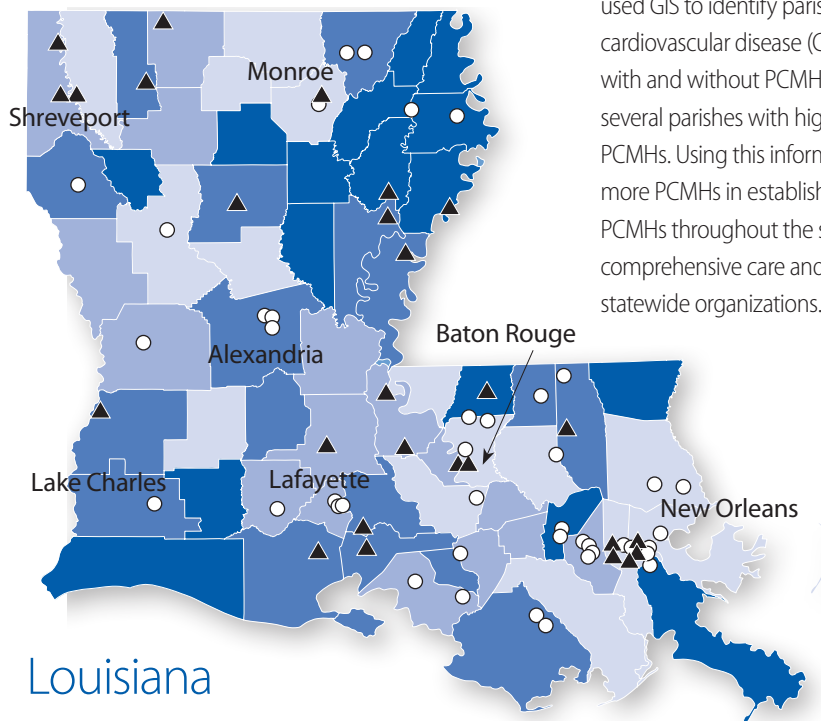 used GIS to identify paris
cardiovascular disease (C
with and without PCMH
several parishes with hig
PCMHs. Using this inform
more PCMHs in establish
PCMHs throughout the s
comprehensive care and
statewide organizations.
Monroe
Shreveport
Alexandria
Baton Rouge
Lake Charles
Lafayette
New Orleans
Louisiana